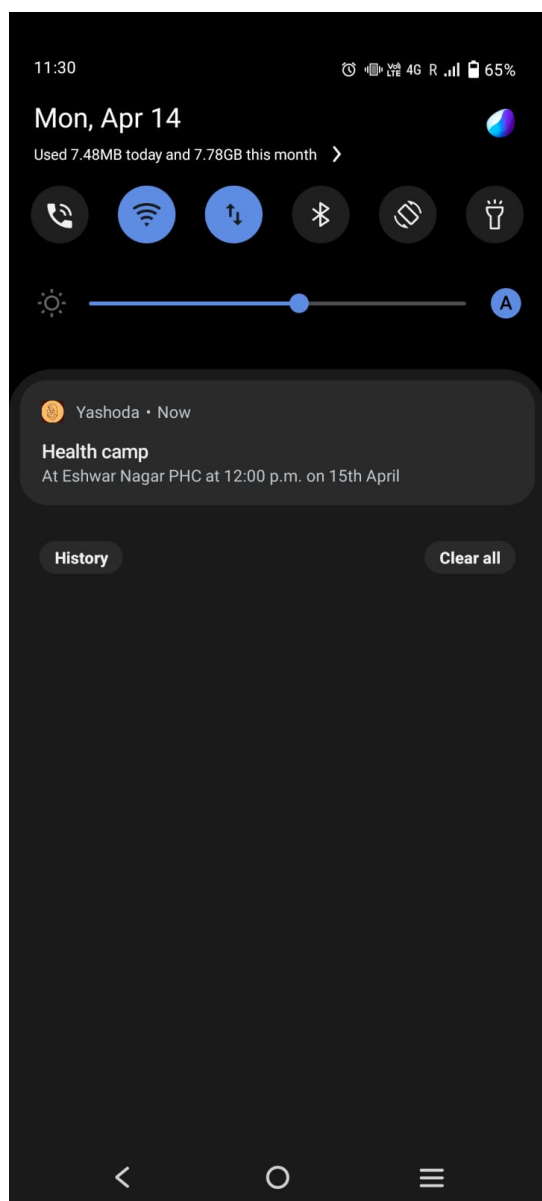 11:30 VoLTE 4G R 65%
Mon, Apr 14
Used 7.48MB today and 7.78GB this month
A
Yashoda • Now
Health camp
At Eshwar Nagar PHC at 12:00 p.m. on 15th April
History Clear all